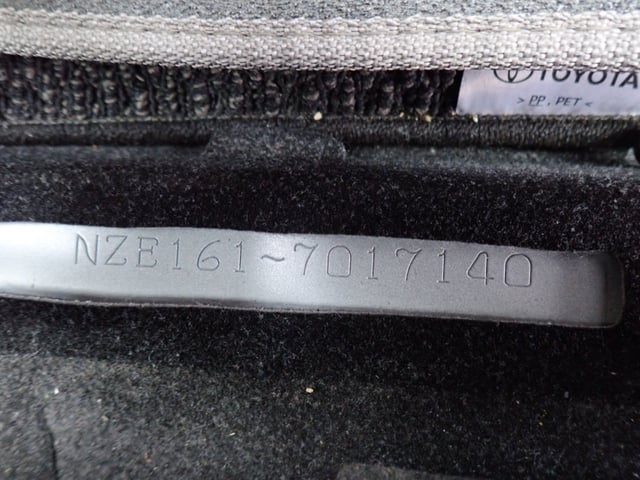 TOYOTA
> PP, PET <
NZE161~7017140